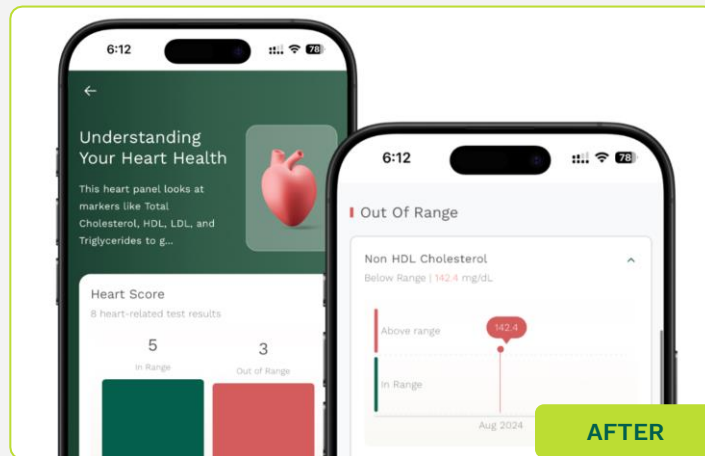 6:12
78
Understanding
Your Heart Health
This heart panel looks at
markers like Total
Cholesterol, HDL, LDL, and
Triglycerides to g...
Heart Score
8 heart-related test results
5
In Range
3
Out of Range
6:12
78
Out Of Range
Non HDL Cholesterol
Below Range | 142.4 mg/dL
Above range
142.4
In Range
Aug 2024
AFTER